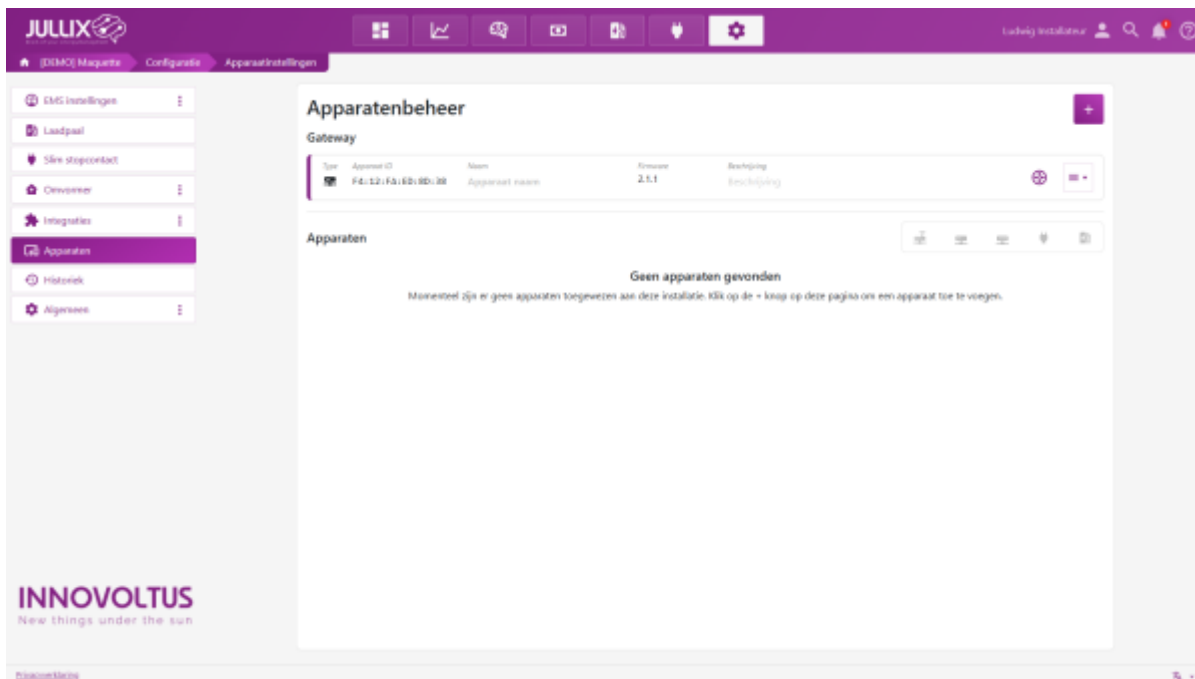 JULLIX
Ludwig Installateur
[DEMO] Maquette
Configuratie
Apparaatinstellingen
EMS instellingen
Laadpaal
Slim stopcontact
Omvormer
Integraties
Apparaten
Historiek
Algemeen
Apparatenbeheer
+
Gateway
Type Apparaat ID Naam Firmware Beschrijving
F4:12:FA:ED:8D:38 Apparaat naam 2.1.1 Beschrijving
Apparaten
Geen apparaten gevonden
Momenteel zijn er geen apparaten toegewezen aan deze installatie. Klik op de + knop op deze pagina om een apparaat toe te voegen.
INNOVOLTUS
New things under the sun
Privacyverklaring